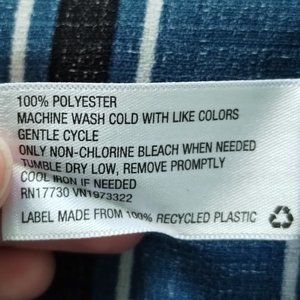 100% POLYESTER
MACHINE WASH COLD WITH LIKE COLORS
GENTLE CYCLE
ONLY NON-CHLORINE BLEACH WHEN NEEDED
TUMBLE DRY LOW, REMOVE PROMPTLY
COOL IRON IF NEEDED
RN17730 VN1973322
LABEL MADE FROM 100% RECYCLED PLASTIC